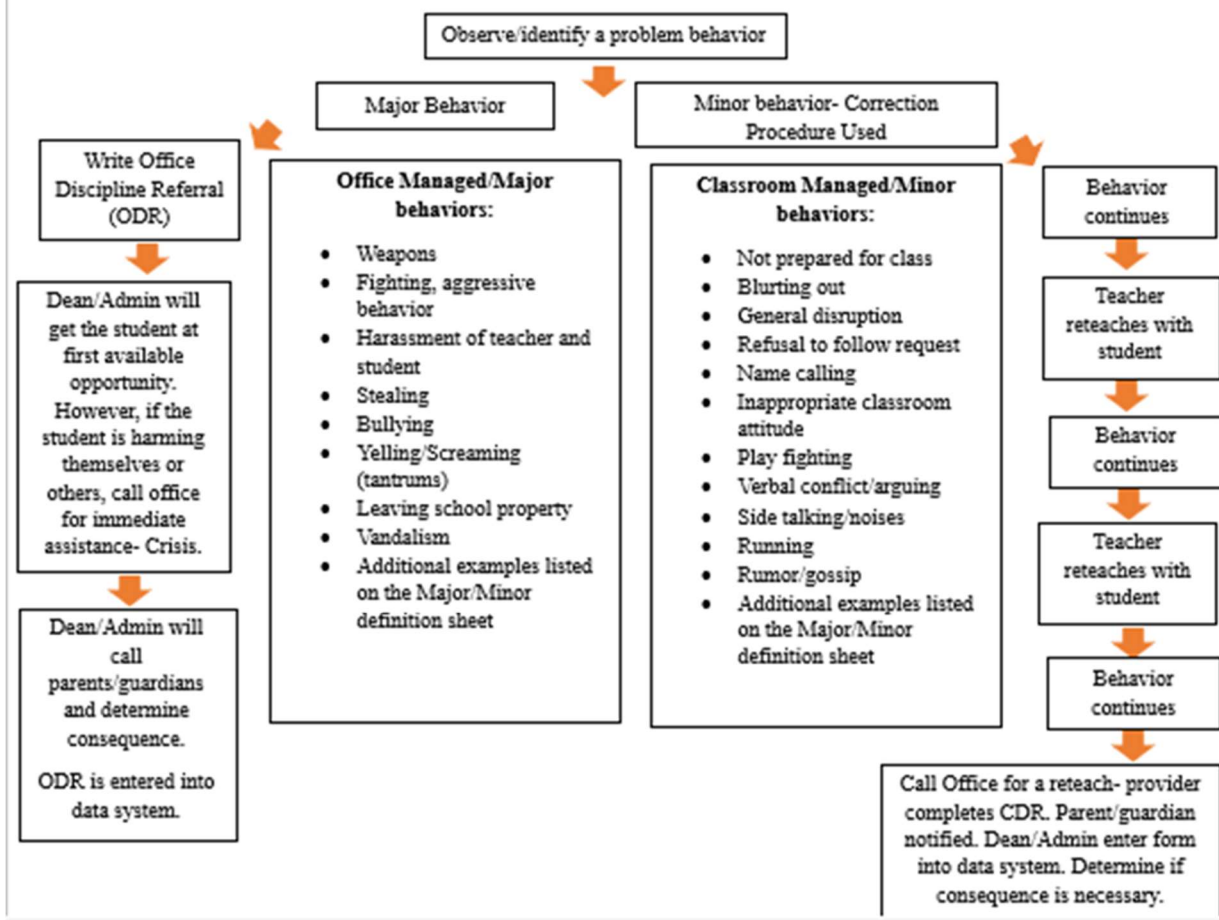 Observe/identify a problem behavior
Major Behavior
Minor behavior- Correction
Procedure Used
Write Office
Discipline Referral
(ODR)
Dean/Admin will
get the student at
first available
opportunity.
However, if the
student is harming
themselves or
others, call office
for immediate
assistance- Crisis.
Dean/Admin will
call
parents/guardians
and determine
consequence.
ODR is entered into
data system.
Office Managed/Major
behaviors:
• Weapons
• Fighting, aggressive
behavior
• Harassment of teacher and
student
• Stealing
• Bullying
• Yelling/Screaming
(tantrums)
• Leaving school property
• Vandalism
• Additional examples listed
on the Major/Minor
definition sheet
Classroom Managed/Minor
behaviors:
• Not prepared for class
• Blurting out
• General disruption
• Refusal to follow request
• Name calling
• Inappropriate classroom
attitude
• Play fighting
• Verbal conflict/arguing
• Side talking/noises
• Running
• Rumor/gossip
• Additional examples listed
on the Major/Minor
definition sheet
Behavior
continues
Teacher
reteaches with
student
Behavior
continues
Teacher
reteaches with
student
Behavior
continues
Call Office for a reteach- provider
completes CDR. Parent/guardian
notified. Dean/Admin enter form
into data system. Determine if
consequence is necessary.